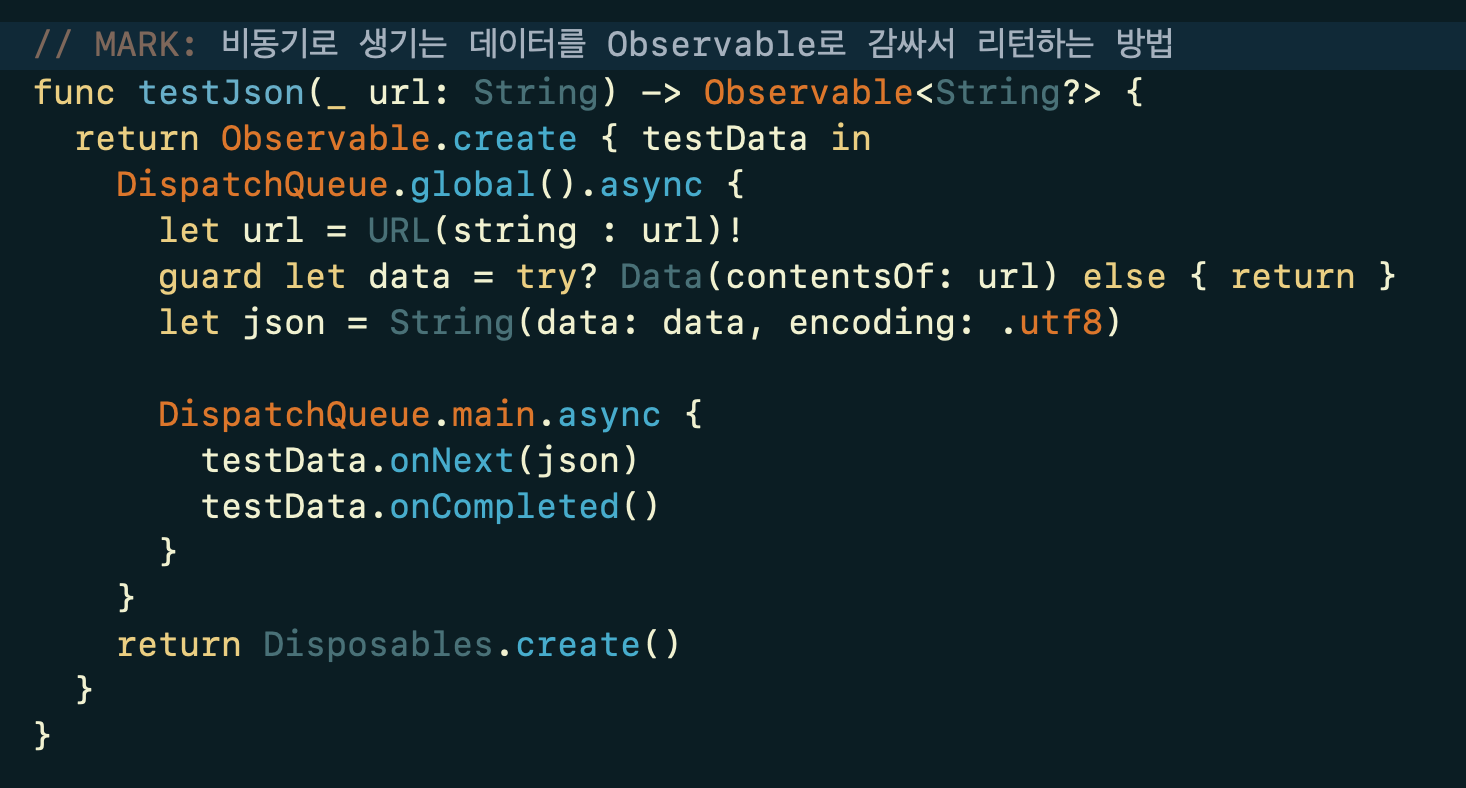 // MARK: 비동기로 생기는 데이터를 Observable로 감싸서 리턴하는 방법
func testJson(_ url: String) -> Observable<String?> {
  return Observable.create { testData in
    DispatchQueue.global().async {
      let url = URL(string : url)!
      guard let data = try? Data(contentsOf: url) else { return }
      let json = String(data: data, encoding: .utf8)

      DispatchQueue.main.async {
        testData.onNext(json)
        testData.onCompleted()
      }
    }
    return Disposables.create()
  }
}